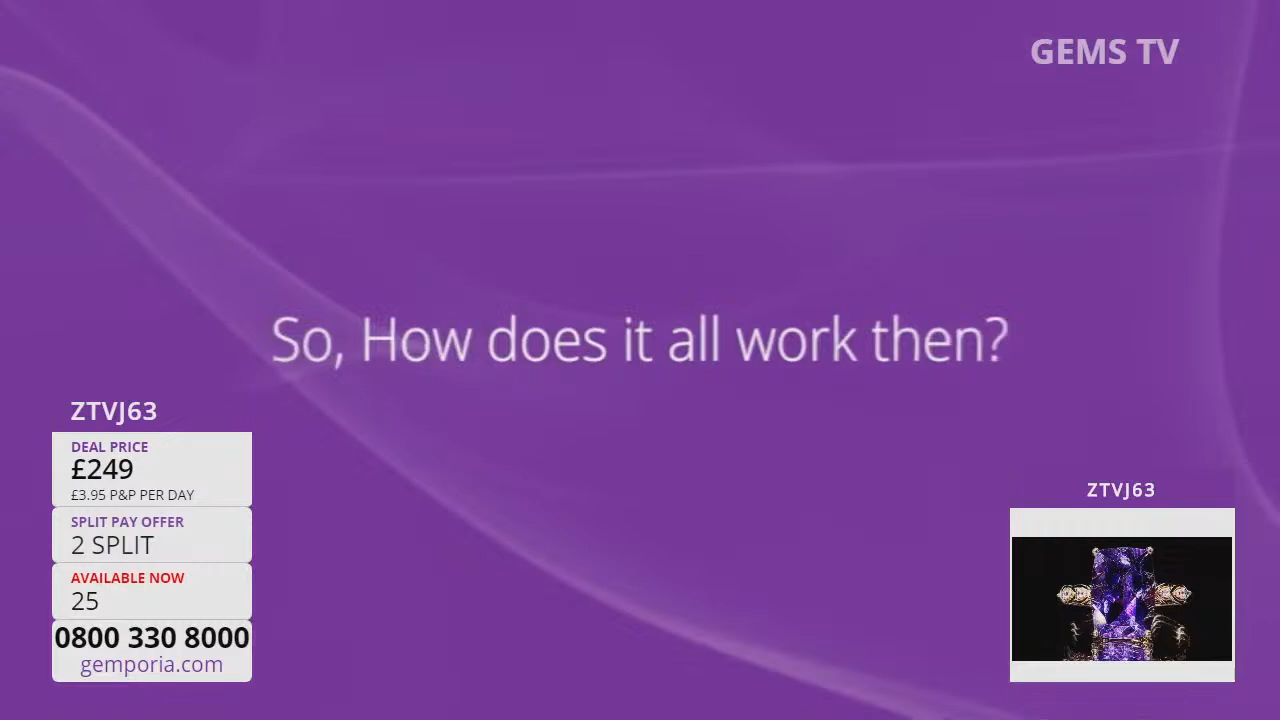 GEMS TV
So, How does it all work then?
ZTVJ63
DEAL PRICE
£249
£3.95 P&P PER DAY
SPLIT PAY OFFER
2 SPLIT
AVAILABLE NOW
25
0800 330 8000
gemporia.com
ZTVJ63